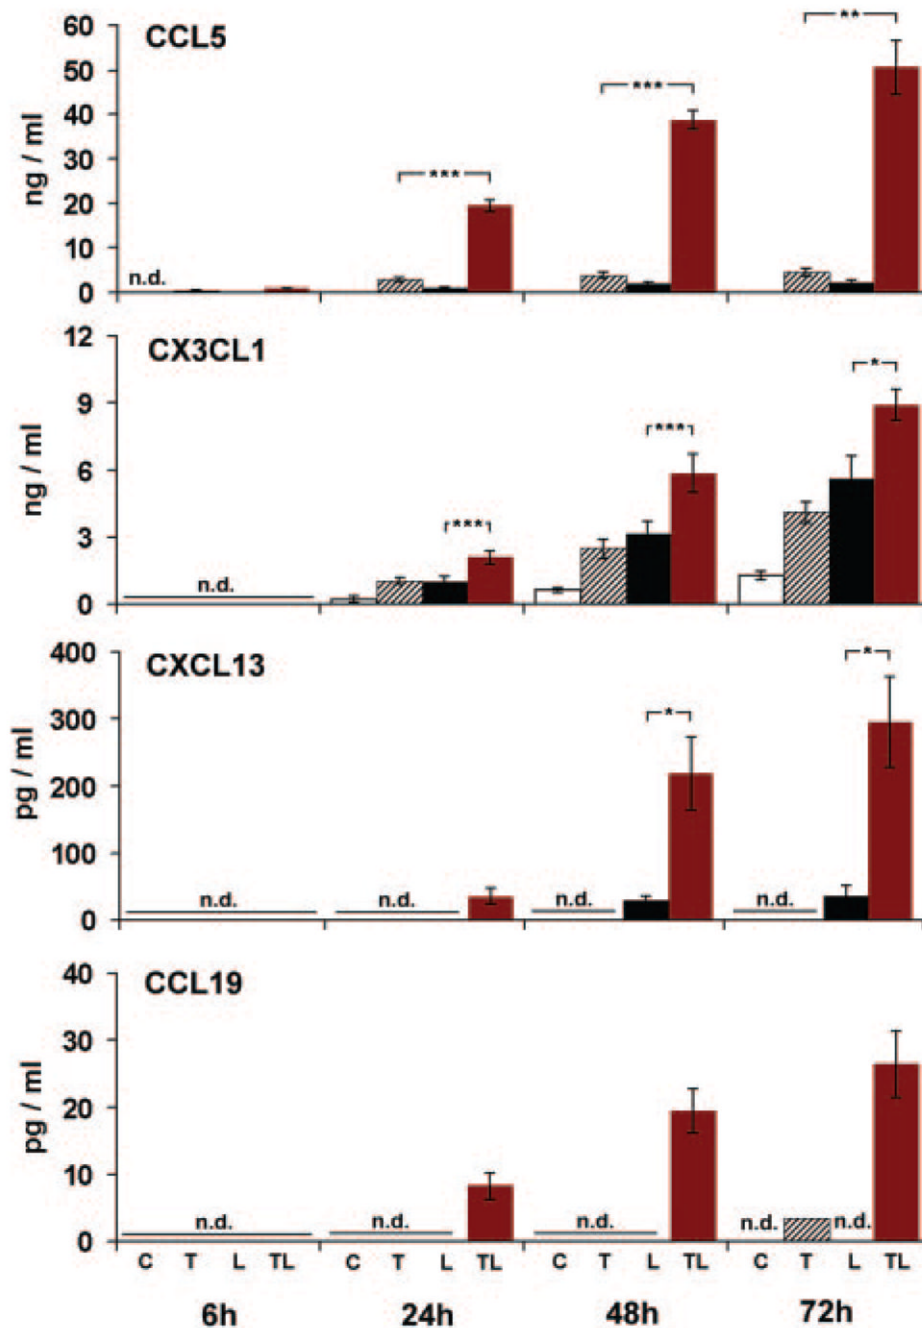 CCL5
ng / ml
60
50
40
30
20
10
0
n.d.
***
***
**
CX3CL1
ng / ml
12
9
6
3
0
n.d.
***
***
*
CXCL13
pg / ml
400
300
200
100
0
n.d.
n.d.
n.d.
n.d.
*
*
CCL19
pg / ml
40
30
20
10
0
n.d.
n.d.
n.d.
n.d.
n.d.
C T L TL C T L TL C T L TL C T L TL
6h 24h 48h 72h